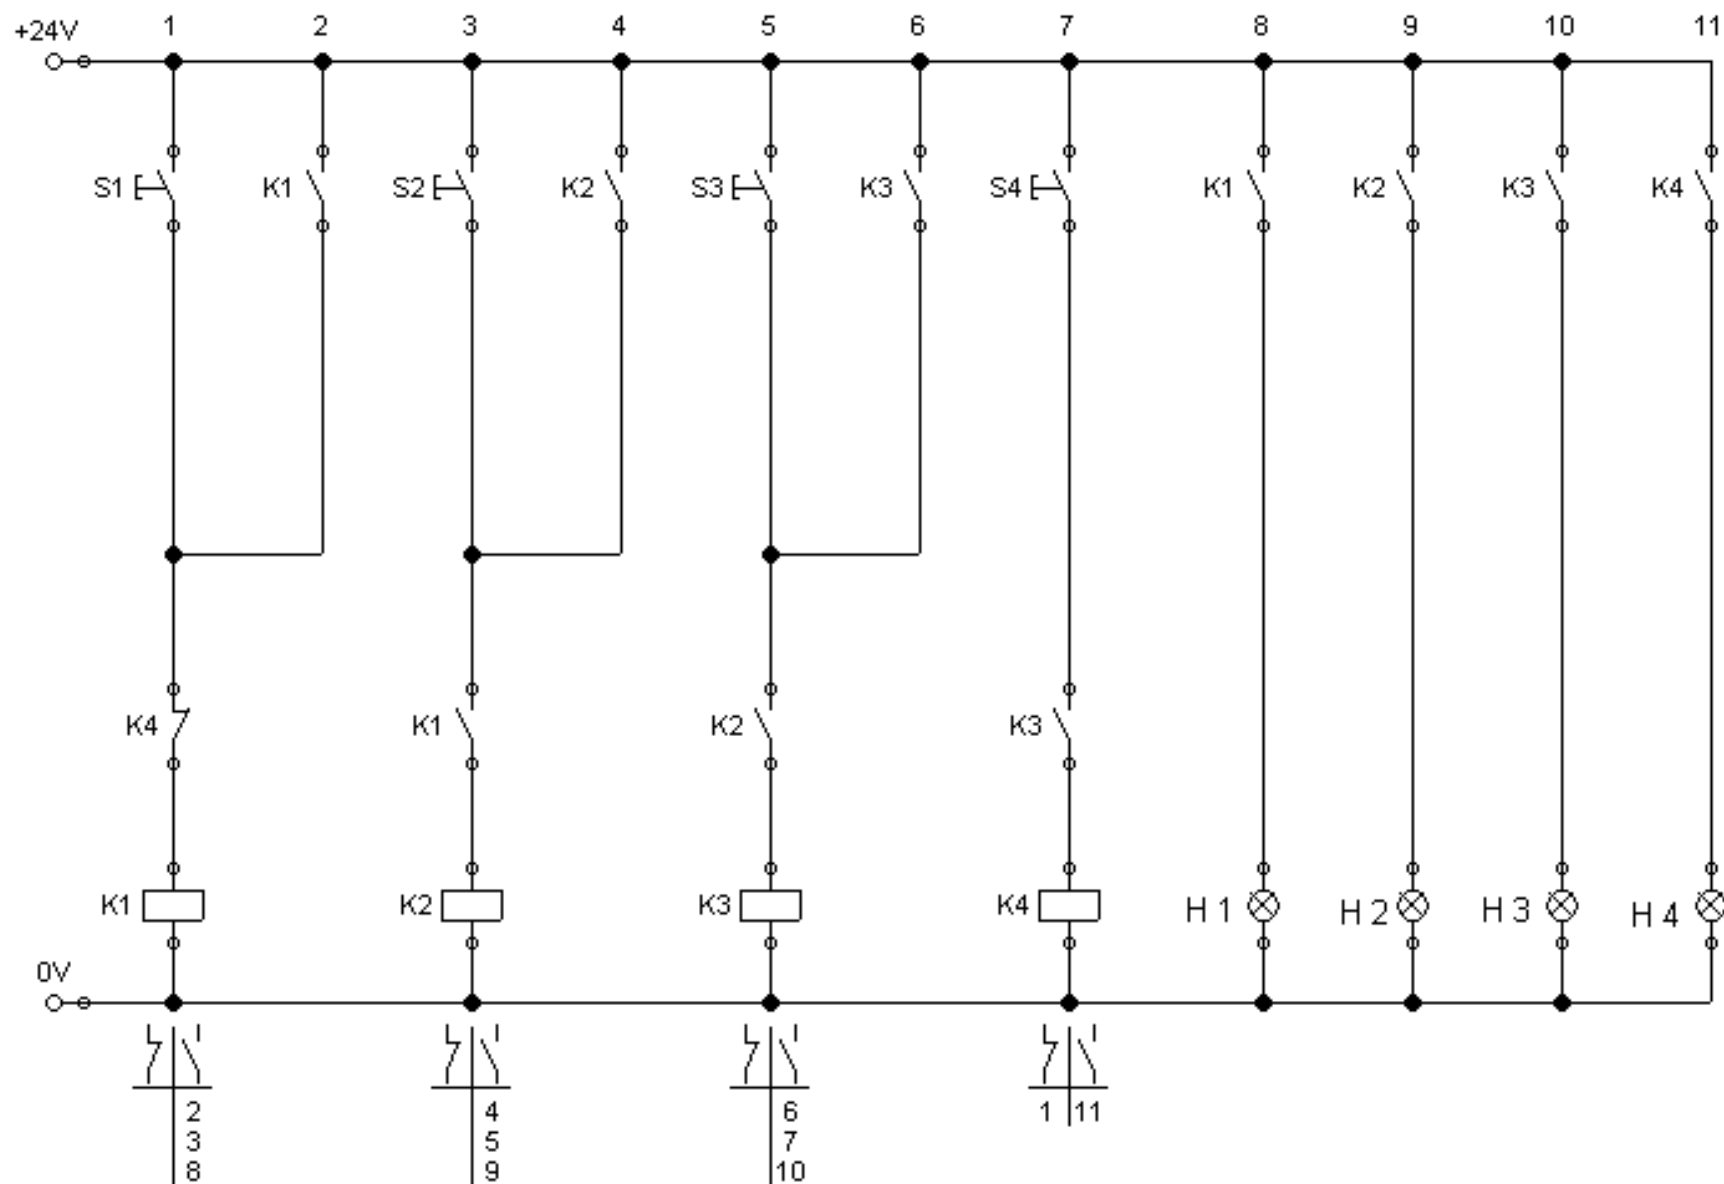 +24V 1 2 3 4 5 6 7 8 9 10 11
S1 K1 S2 K2 S3 K3 S4 K1 K2 K3 K4
K4 K1 K2 K3
K1 K2 K3 K4 H 1 H 2 H 3 H 4
0V
2 4 6 1 11
3 5 7
8 9 10